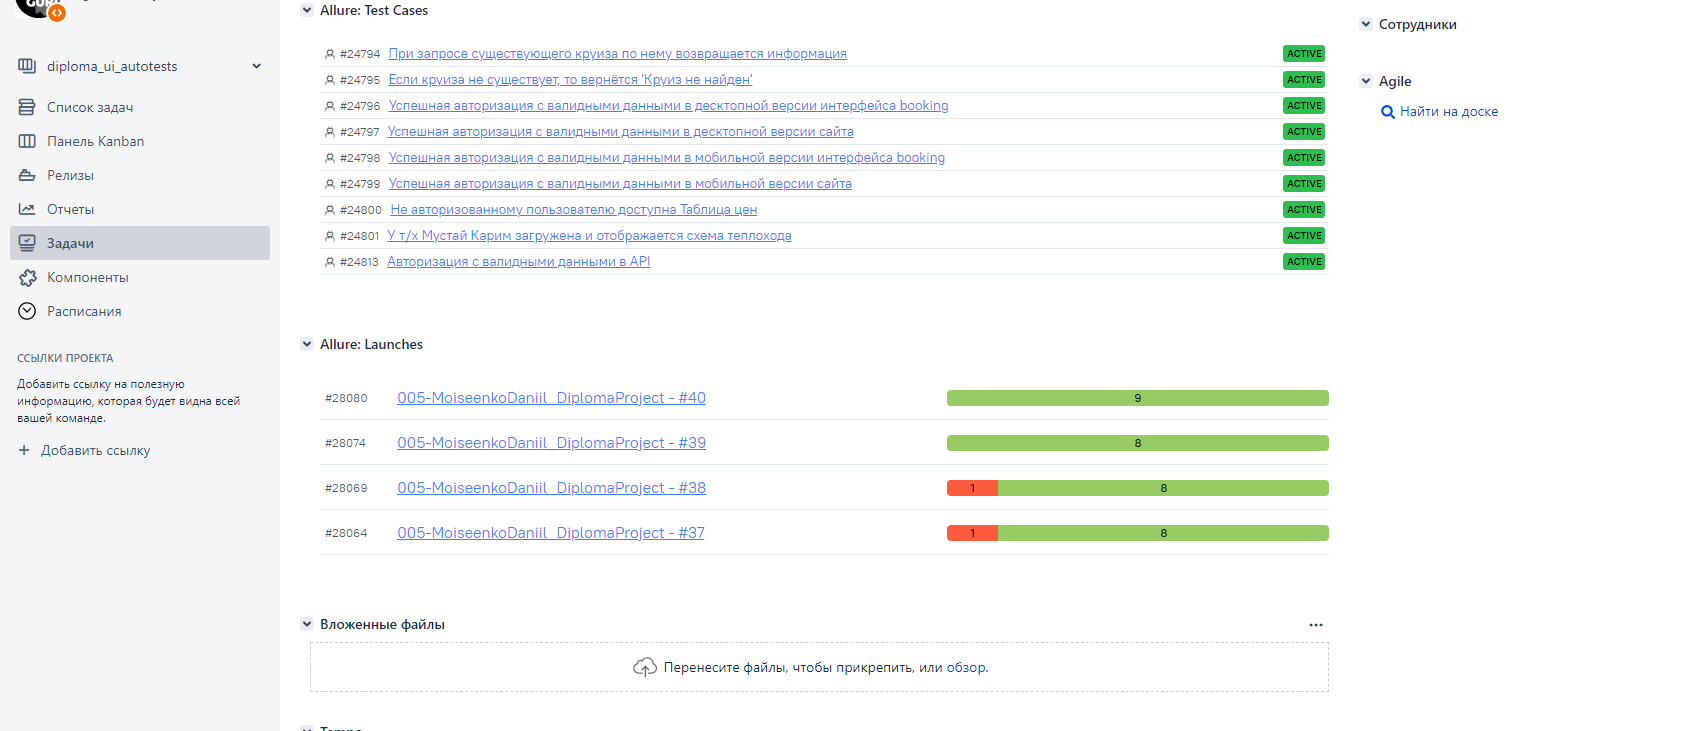 GURU
diploma_ui_autotests
Список задач
Панель Kanban
Релизы
Отчеты
Задачи
Компоненты
Расписания
ССЫЛКИ ПРОЕКТА
Добавить ссылку на полезную
информацию, которая будет видна всей
вашей команде.
Добавить ссылку
Allure: Test Cases
#24794 При запросе существующего круиза по нему возвращается информация ACTIVE
#24795 Если круиза не существует, то вернётся 'Круиз не найден' ACTIVE
#24796 Успешная авторизация с валидными данными в десктопной версии интерфейса booking ACTIVE
#24797 Успешная авторизация с валидными данными в десктопной версии сайта ACTIVE
#24798 Успешная авторизация с валидными данными в мобильной версии интерфейса booking ACTIVE
#24799 Успешная авторизация с валидными данными в мобильной версии сайта ACTIVE
#24800 Не авторизованному пользователю доступна Таблица цен ACTIVE
#24801 У т/х Мустай Карим загружена и отображается схема теплохода ACTIVE
#24813 Авторизация с валидными данными в API ACTIVE
Allure: Launches
#28080 005-MoiseenkoDaniil_DiplomaProject - #40 9
#28074 005-MoiseenkoDaniil_DiplomaProject - #39 8
#28069 005-MoiseenkoDaniil_DiplomaProject - #38 1 8
#28064 005-MoiseenkoDaniil_DiplomaProject - #37 1 8
Вложенные файлы
Перенесите файлы, чтобы прикрепить, или обзор.
Tempo
Сотрудники
Agile
Найти на доске